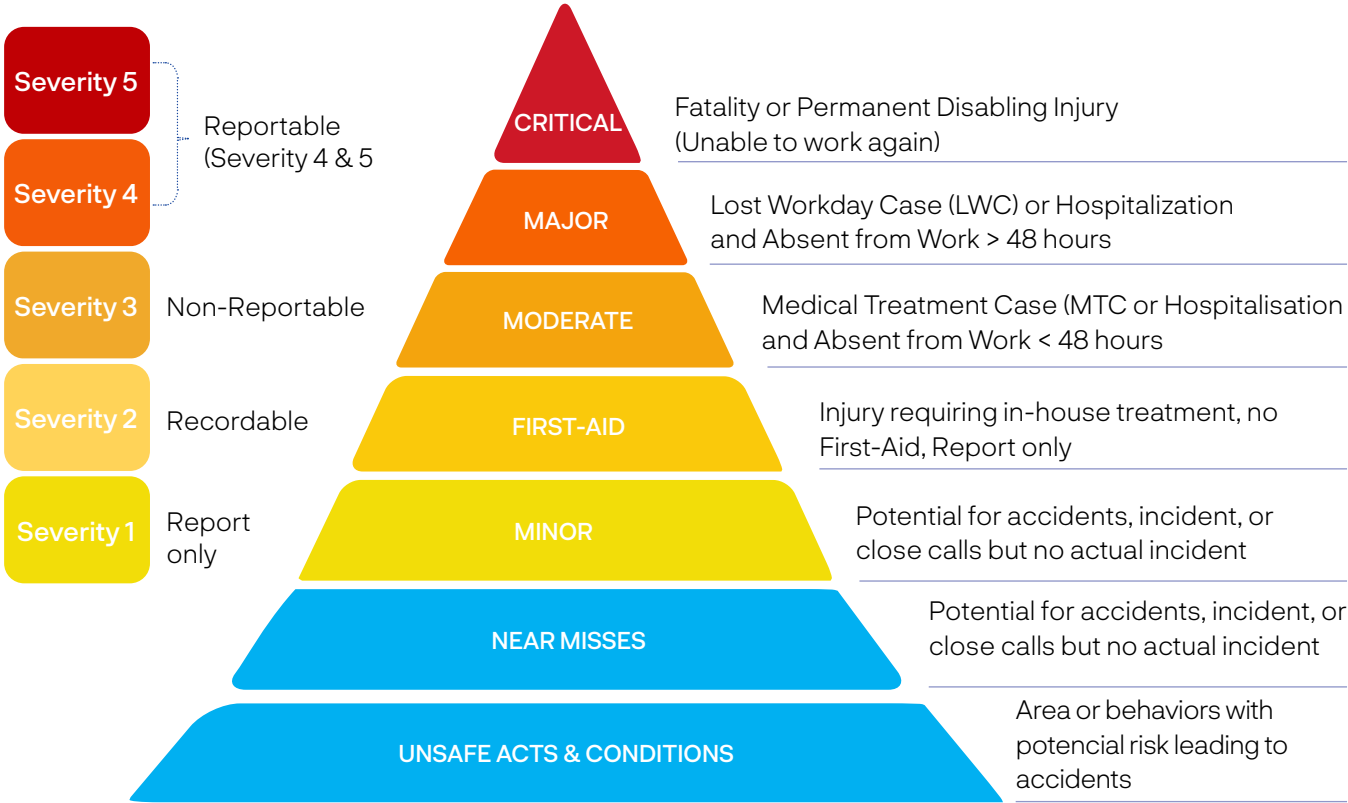 Severity 5
Severity 4
Reportable
(Severity 4 & 5
Severity 3
Non-Reportable
Severity 2
Recordable
Severity 1
Report
only
CRITICAL
Fatality or Permanent Disabling Injury
(Unable to work again)
MAJOR
Lost Workday Case (LWC) or Hospitalization
and Absent from Work > 48 hours
MODERATE
Medical Treatment Case (MTC or Hospitalisation
and Absent from Work < 48 hours
FIRST-AID
Injury requiring in-house treatment, no
First-Aid, Report only
MINOR
Potential for accidents, incident, or
close calls but no actual incident
NEAR MISSES
Potential for accidents, incident, or
close calls but no actual incident
UNSAFE ACTS & CONDITIONS
Area or behaviors with
potencial risk leading to
accidents